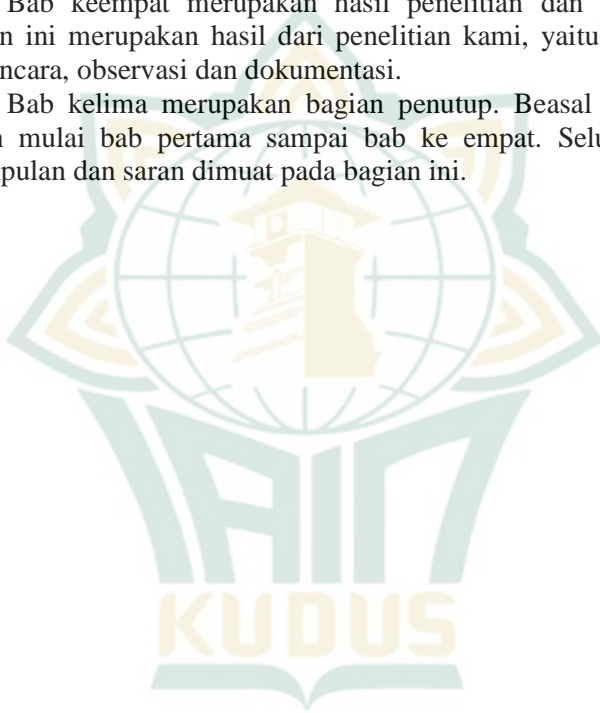 Bab keempat merupakan hasil penelitian dan
n ini merupakan hasil dari penelitian kami, yaitu
ncara, observasi dan dokumentasi.
Bab kelima merupakan bagian penutup. Beasal
mulai bab pertama sampai bab ke empat. Selu
pulan dan saran dimuat pada bagian ini.
IAIN
KUDUS